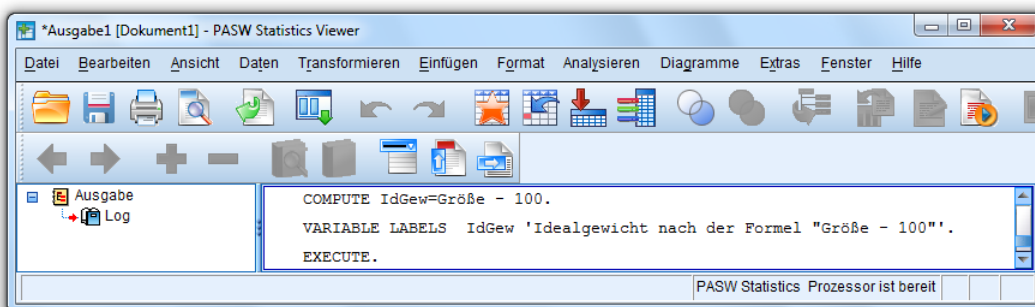 *Ausgabe1 [Dokument1] - PASW Statistics Viewer
Datei Bearbeiten Ansicht Daten Transformieren Einfügen Format Analysieren Diagramme Extras Fenster Hilfe
Ausgabe
Log
COMPUTE IdGew=Größe - 100.
VARIABLE LABELS  IdGew 'Idealgewicht nach der Formel "Größe - 100"'.
EXECUTE.
PASW Statistics Prozessor ist bereit